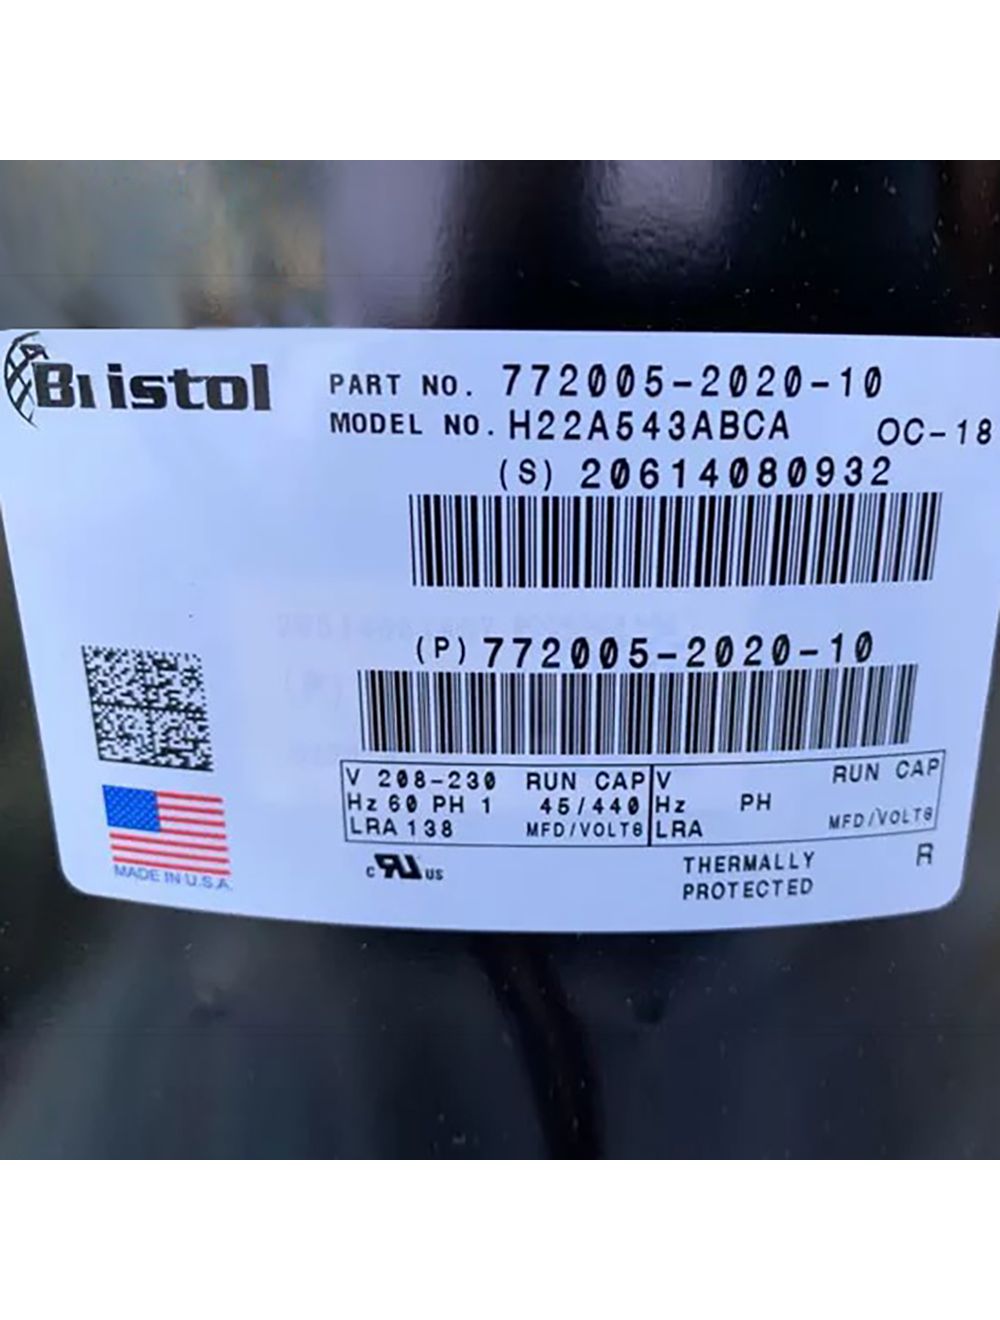 Bristol
PART NO. 772005-2020-10
MODEL NO. H22A543ABCA OC-18
(S) 20614080932
(P) 772005-2020-10
V 208-230 RUN CAP
Hz 60 PH 1 45/440
LRA 138 MFD/VOLTS
V RUN CAP
Hz PH
LRA MFD/VOLTS
MADE IN U.S.A.
c RU US
THERMALLY R
PROTECTED